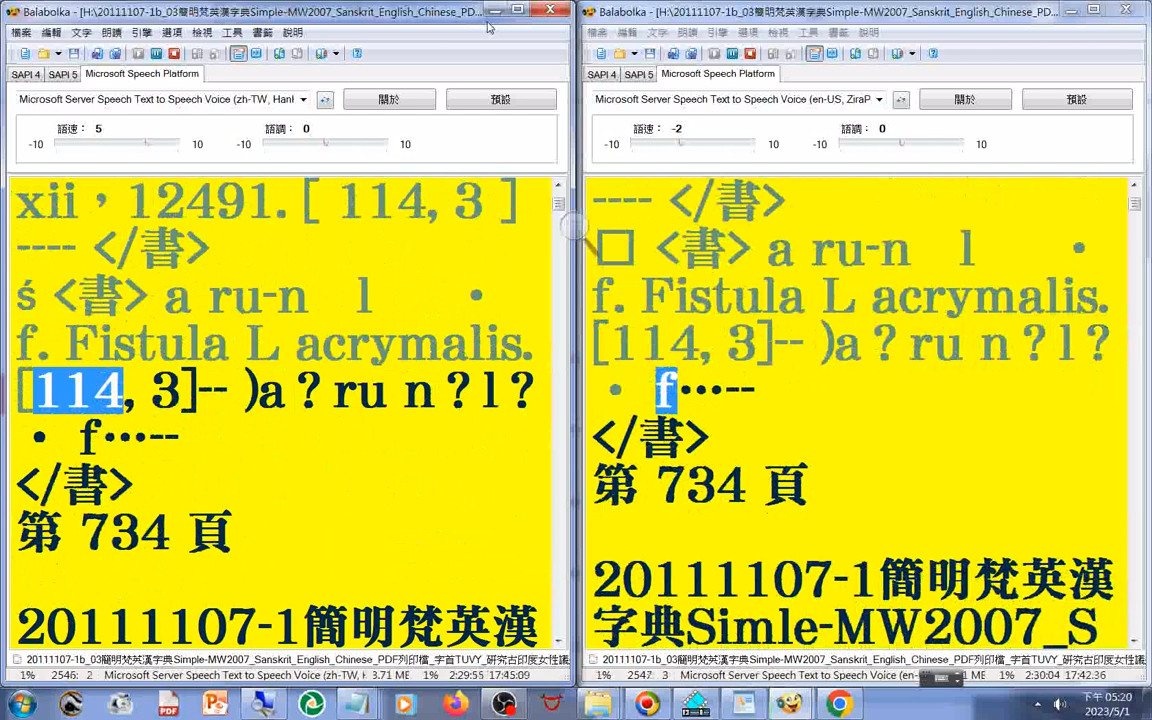 Balabolka - [H:\20111107-1b_03簡明梵英漢字典Simple-MW2007_Sanskrit_English_Chinese_PD...
檔案 編輯 文字 朗讀 引擎 選項 檢視 工具 書籤 說明
SAPI 4 SAPI 5 Microsoft Speech Platform
Microsoft Server Speech Text to Speech Voice (zh-TW, Hanl 關於 預設
語速： 5 語調： 0
-10 10 -10 10
xii，12491. [ 114, 3 ]
---- </書>
ś <書> a ru-n l •
f. Fistula L acrymalis.
[114, 3]-- )a？ru n？l？
• f…--
</書>
第 734 頁
20111107-1簡明梵英漢
20111107-1b_03簡明梵英漢字典Simple-MW2007_Sanskrit_English_Chinese_PDF列印檔_字首TUVY_研究古印度女性議
1% 2546: 2 Microsoft Server Speech Text to Speech Voice (zh-TW, H 3.71 ME 1% 2:29:55 17:45:09
Balabolka - [H:\20111107-1b_03簡明梵英漢字典Simple-MW2007_Sanskrit_English_Chinese_PD...
檔案 編輯 文字 朗讀 引擎 選項 檢視 工具 書籤 說明
SAPI 4 SAPI 5 Microsoft Speech Platform
Microsoft Server Speech Text to Speech Voice (en-US, ZiraP 關於 預設
語速： -2 語調： 0
-10 10 -10 10
---- </書>
□ <書> a ru-n l •
f. Fistula L acrymalis.
[114, 3]-- )a？ru n？l？
• f…--
</書>
第 734 頁
20111107-1簡明梵英漢
字典Simle-MW2007_S
20111107-1b_03簡明梵英漢字典Simple-MW2007_Sanskrit_English_Chinese_PDF列印檔_字首TUVY_研究古印度女性議
1% 2547: 3 Microsoft Server Speech Text to Speech Voice 1% 2:30:04 17:42:36
下午 05:20
2023/5/1